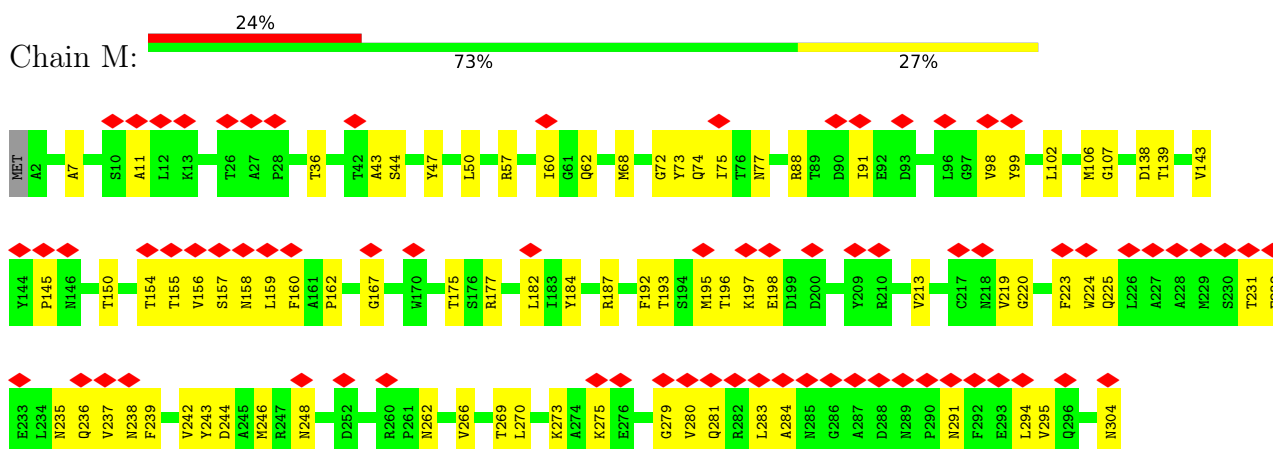 24%
Chain M:
73% 27%
MET A2 A7 S10 A11 L12 K13 T26 A27 P28 T36 T42 A43 S44 Y47 L50 R57 I60 G61 Q62 M68 G72 Y73 Q74 I75 T76 N77 R88 T89 D90 I91 E92 D93 L96 G97 V98 Y99 L102 M106 G107 D138 T139 V143
Y144 P145 N146 T150 T154 T155 V156 S157 N158 L159 F160 A161 P162 G167 W170 T175 S176 R177 L182 I183 Y184 R187 F192 T193 S194 M195 T196 K197 E198 D199 D200 Y209 R210 V213 C217 N218 V219 G220 F223 W224 Q225 L226 A227 A228 M229 S230 T231
E233 L234 N235 Q236 V237 N238 F239 V242 Y243 D244 A245 M246 R247 N248 D252 R260 P261 N262 V266 T269 L270 K273 A274 K275 E276 G279 V280 Q281 R282 L283 A284 N285 G286 A287 D288 N289 P290 N291 F292 E293 L294 V295 Q296 N304